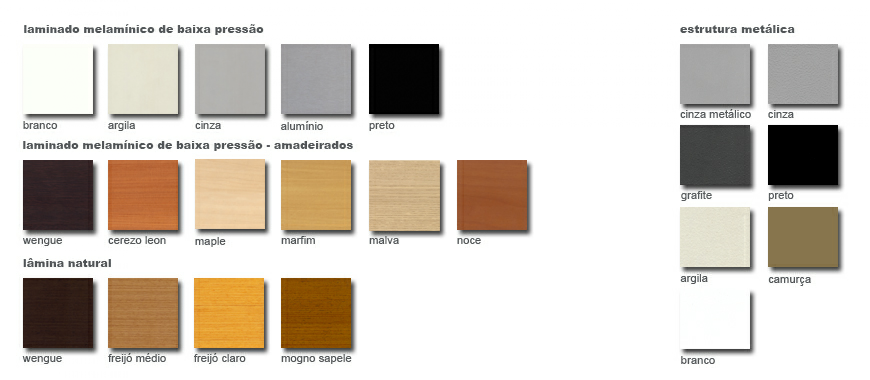 laminado melamínico de baixa pressão
branco argila cinza alumínio preto
laminado melamínico de baixa pressão - amadeirados
wengue cerezo leon maple marfim malva noce
lâmina natural
wengue freijó médio freijó claro mogno sapele
estrutura metálica
cinza metálico cinza
grafite preto
argila camurça
branco